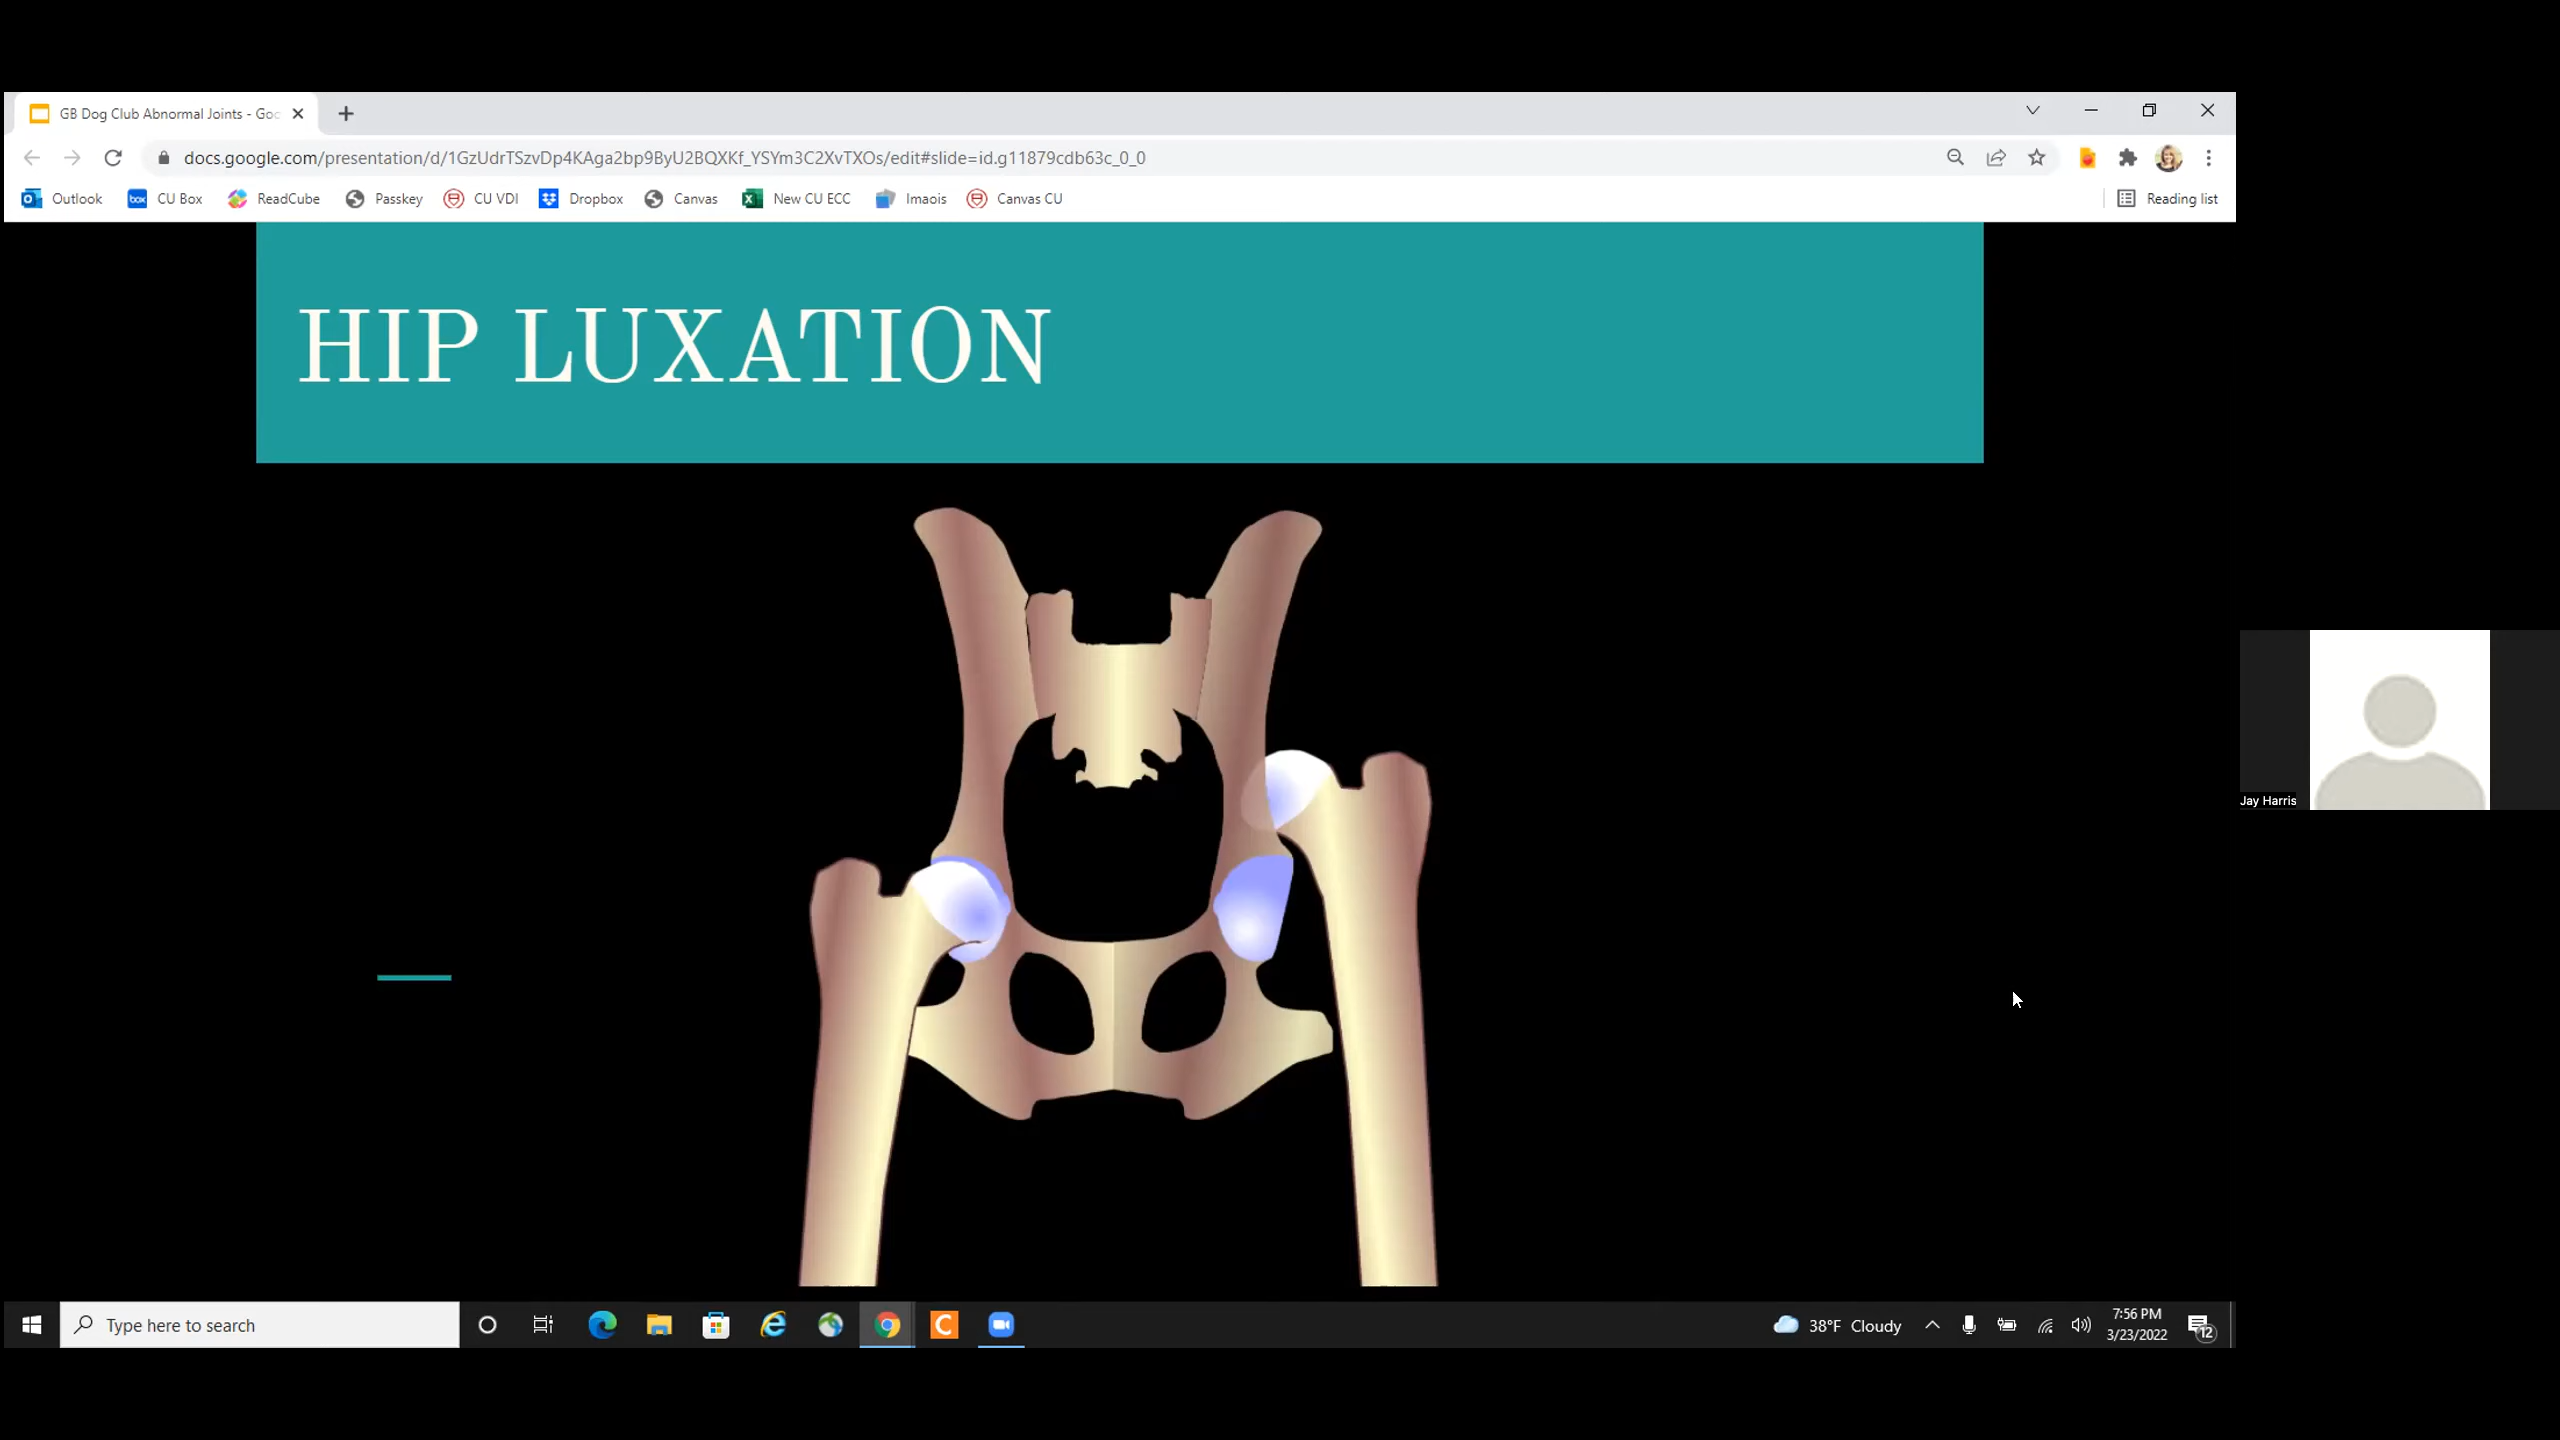 GB Dog Club Abnormal Joints - Goo
docs.google.com/presentation/d/1GzUdrTSzvDp4KAga2bp9ByU2BQXKf_YSYm3C2XvTXOs/edit#slide=id.g11879cdb63c_0_0
Outlook
box CU Box
ReadCube
Passkey
CU VDI
Dropbox
Canvas
New CU ECC
Imaois
Canvas CU
Reading list
HIP LUXATION
Jay Harris
Type here to search
38°F Cloudy
7:56 PM
3/23/2022
12